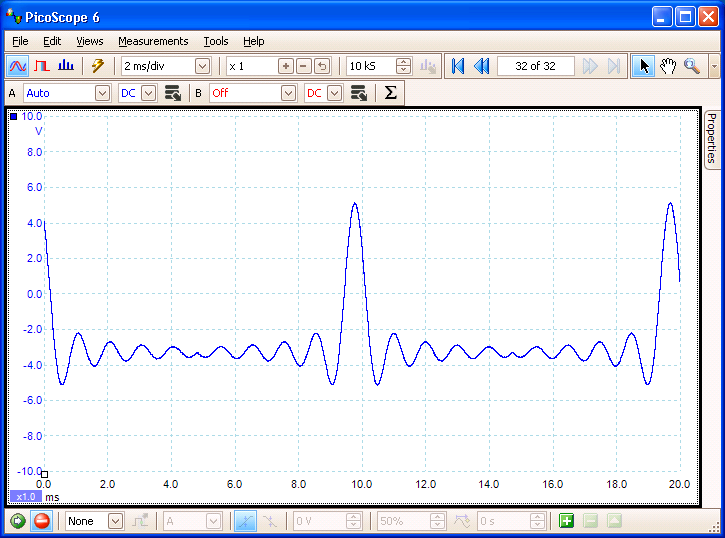 PicoScope 6
File Edit Views Measurements Tools Help
2 ms/div x 1 10 kS 32 of 32
A Auto DC B Off DC Σ
Properties
10.0
V
8.0
6.0
4.0
2.0
0.0
-2.0
-4.0
-6.0
-8.0
-10.0
0.0 2.0 4.0 6.0 8.0 10.0 12.0 14.0 16.0 18.0 20.0
x1.0 ms
None A 0 V 50% 0 s